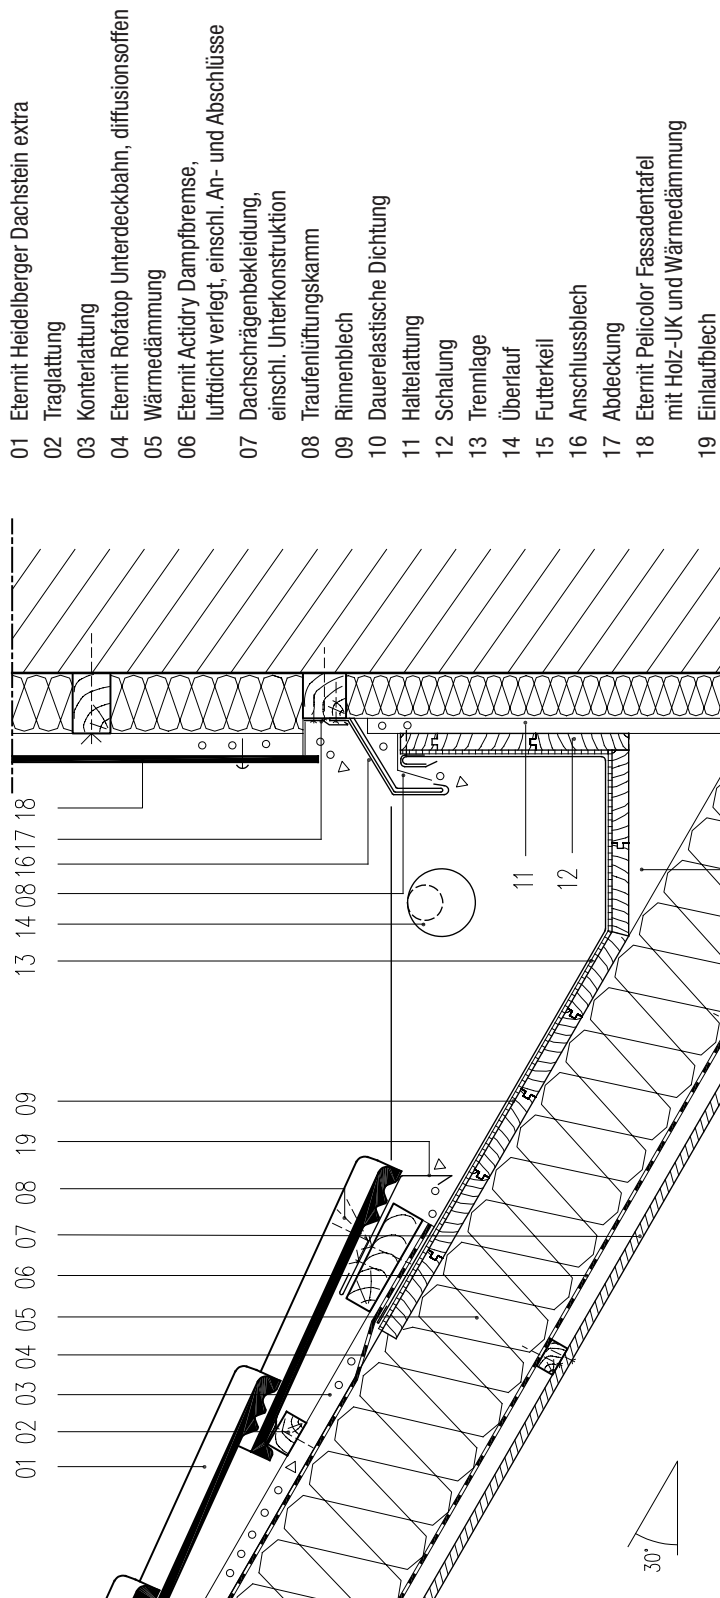 01 Eternit Heidelberger Dachstein extra
02 Traglattung
03 Konterlattung
04 Eternit Rofatop Unterdeckbahn, diffusionsoffen
05 Wärmedämmung
06 Eternit Actidry Dampfbremse,
luftdicht verlegt, einschl. An- und Abschlüsse
07 Dachschrägenbekleidung,
einschl. Unterkonstruktion
08 Traufenlüftungskamm
09 Rinnenblech
10 Dauerelastische Dichtung
11 Haltelattung
12 Schalung
13 Trennlage
14 Überlauf
15 Futterkeil
16 Anschlussblech
17 Abdeckung
18 Eternit Pelicolor Fassadentafel
mit Holz-UK und Wärmedämmung
19 Einlaufblech
01 02 03 04 05 06 07 08 19 09 13 14 08 16 17 18
11
12
30°